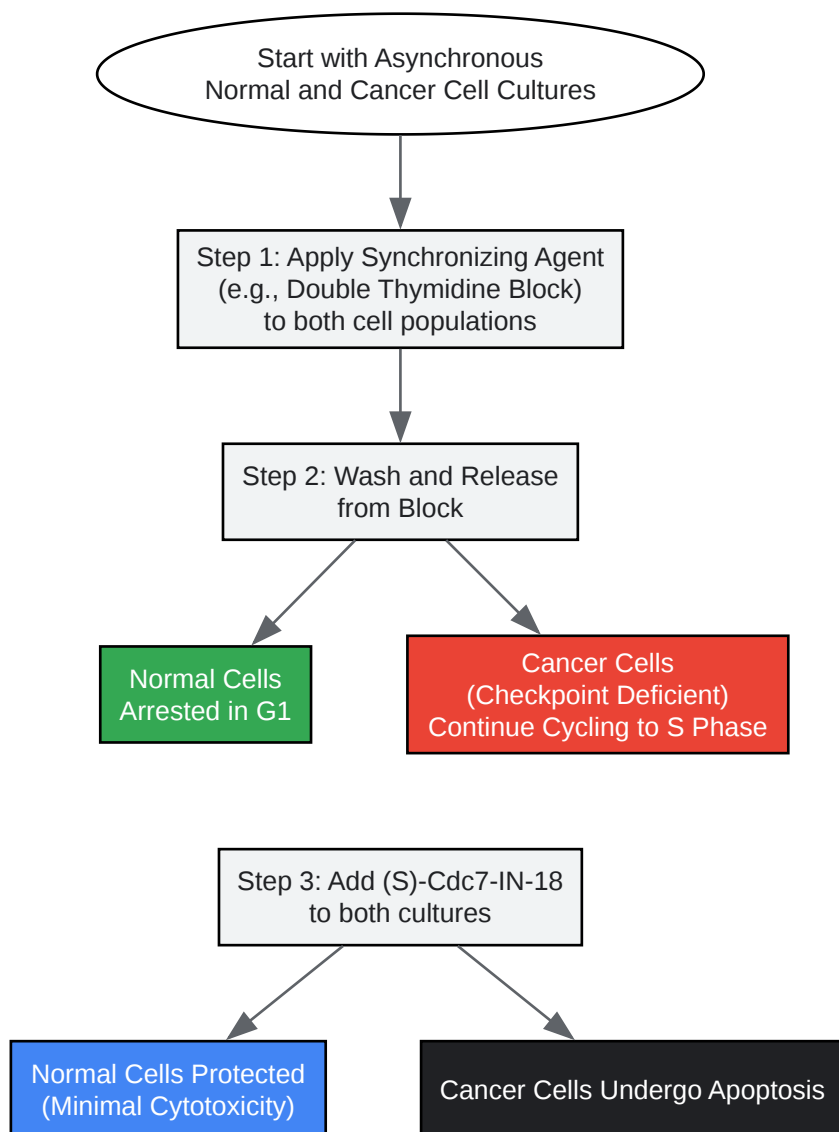 Start with Asynchronous
Normal and Cancer Cell Cultures
Step 1: Apply Synchronizing Agent
(e.g., Double Thymidine Block)
to both cell populations
Step 2: Wash and Release
from Block
Normal Cells
Arrested in G1
Cancer Cells
(Checkpoint Deficient)
Continue Cycling to S Phase
Step 3: Add (S)-Cdc7-IN-18
to both cultures
Normal Cells Protected
(Minimal Cytotoxicity)
Cancer Cells Undergo Apoptosis